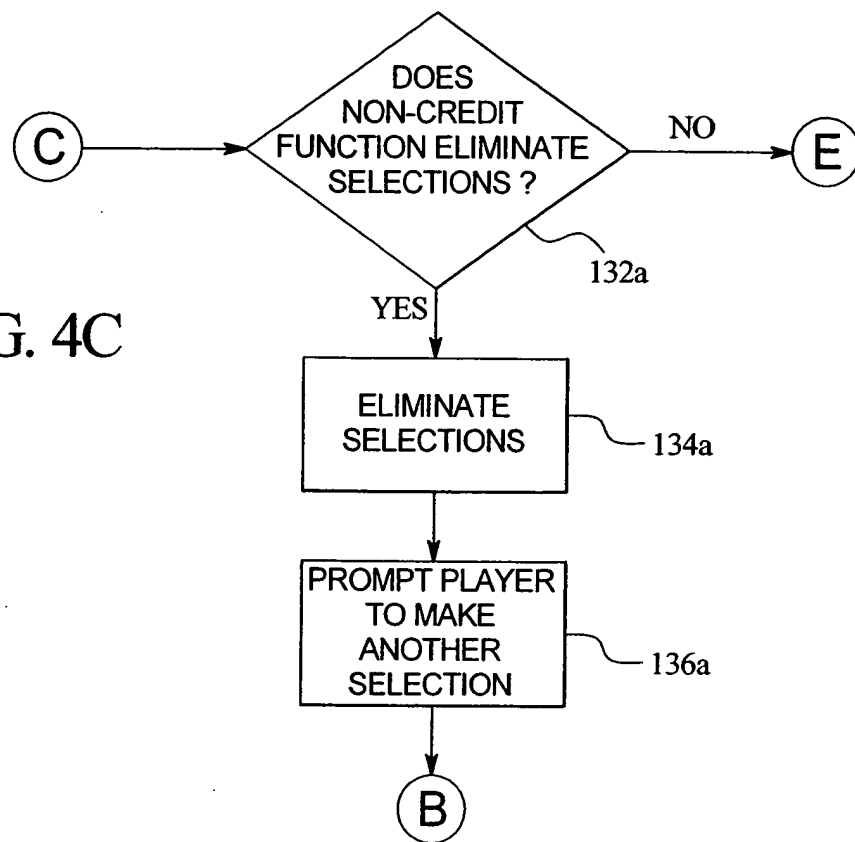 DOES
NON-CREDIT
FUNCTION ELIMINATE
SELECTIONS ?
C
NO
E
132a
YES
G. 4C
ELIMINATE
SELECTIONS
134a
PROMPT PLAYER
TO MAKE
ANOTHER
SELECTION
136a
B